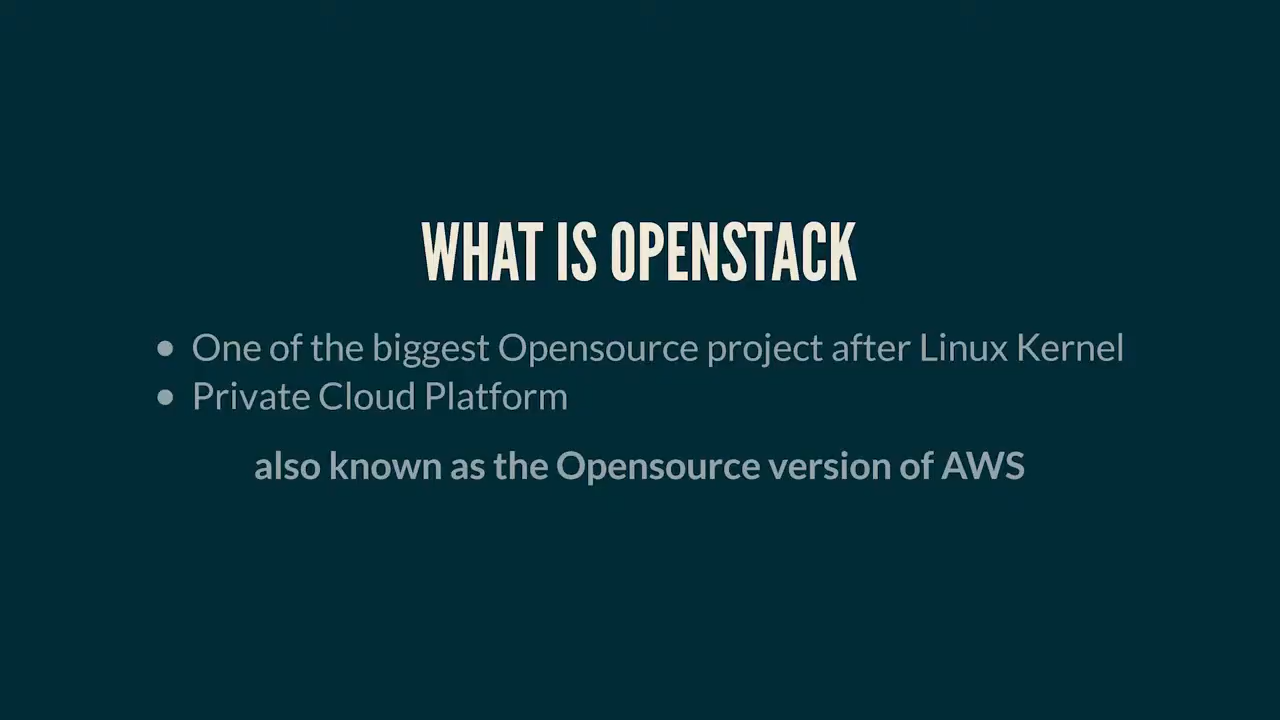 WHAT IS OPENSTACK
One of the biggest Opensource project after Linux Kernel
Private Cloud Platform
also known as the Opensource version of AWS